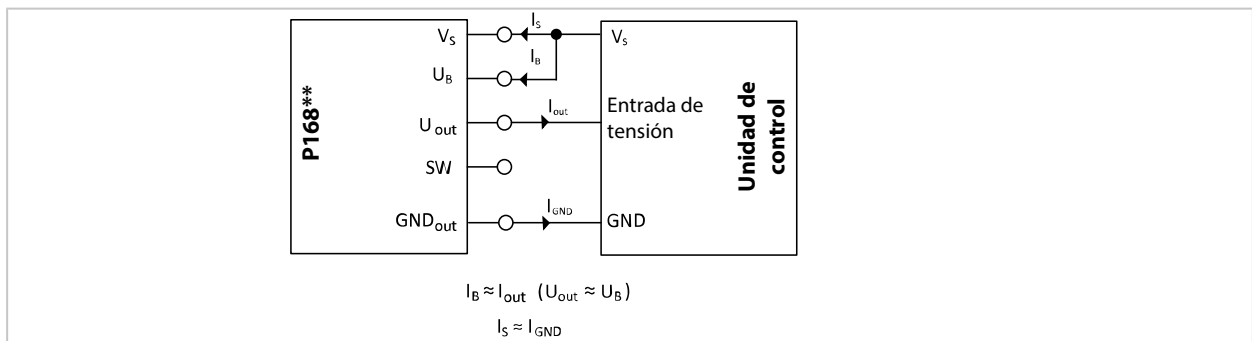 P168**
V_S
U_B
U_out
SW
GND_out
I_S
I_B
I_out
I_GND
V_S
Entrada de
tensión
GND
Unidad de
control
I_B ≈ I_out (U_out ≈ U_B)
I_S ≈ I_GND